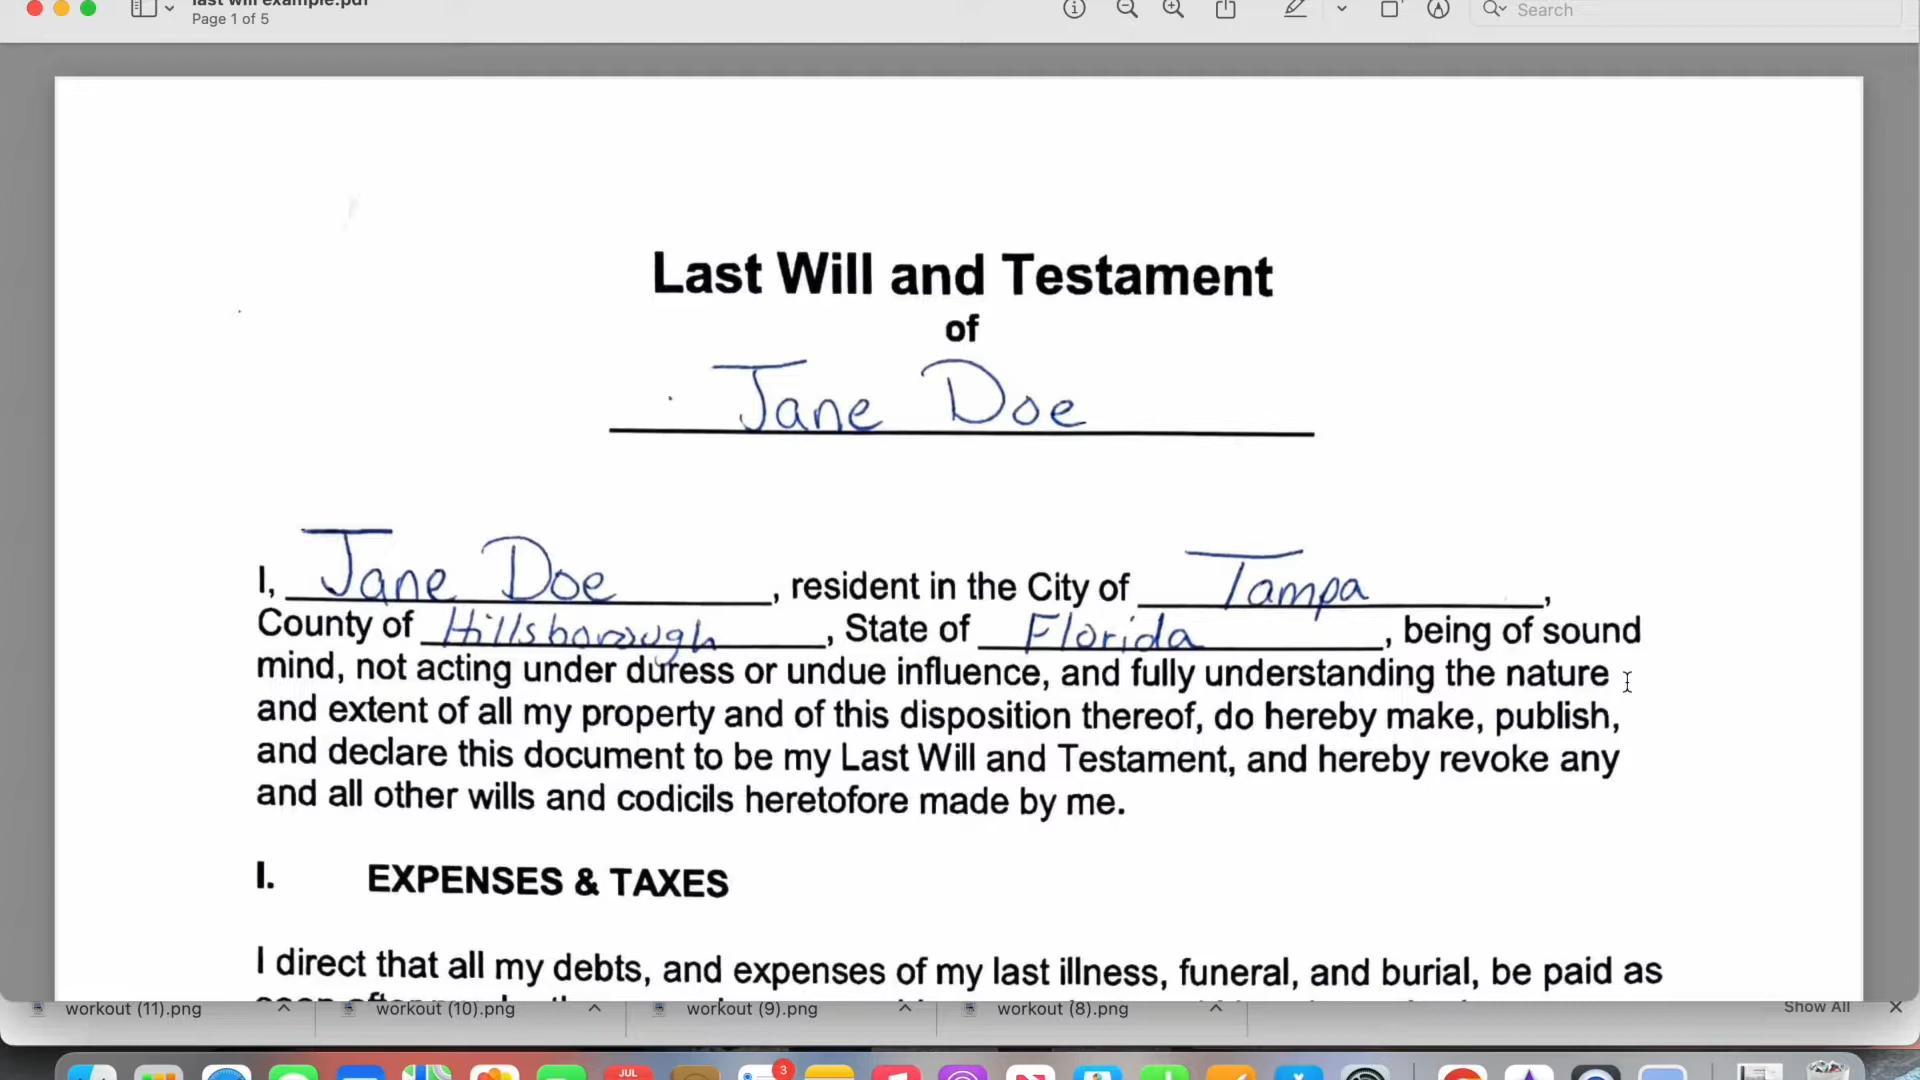 last will example.pdf
Page 1 of 5
Search
Last Will and Testament
of
Jane Doe
I, Jane Doe, resident in the City of Tampa,
County of Hillsborough, State of Florida, being of sound
mind, not acting under duress or undue influence, and fully understanding the nature
and extent of all my property and of this disposition thereof, do hereby make, publish,
and declare this document to be my Last Will and Testament, and hereby revoke any
and all other wills and codicils heretofore made by me.
I. EXPENSES & TAXES
I direct that all my debts, and expenses of my last illness, funeral, and burial, be paid as
workout (11).png workout (10).png workout (9).png workout (8).png Show All
JUL 3